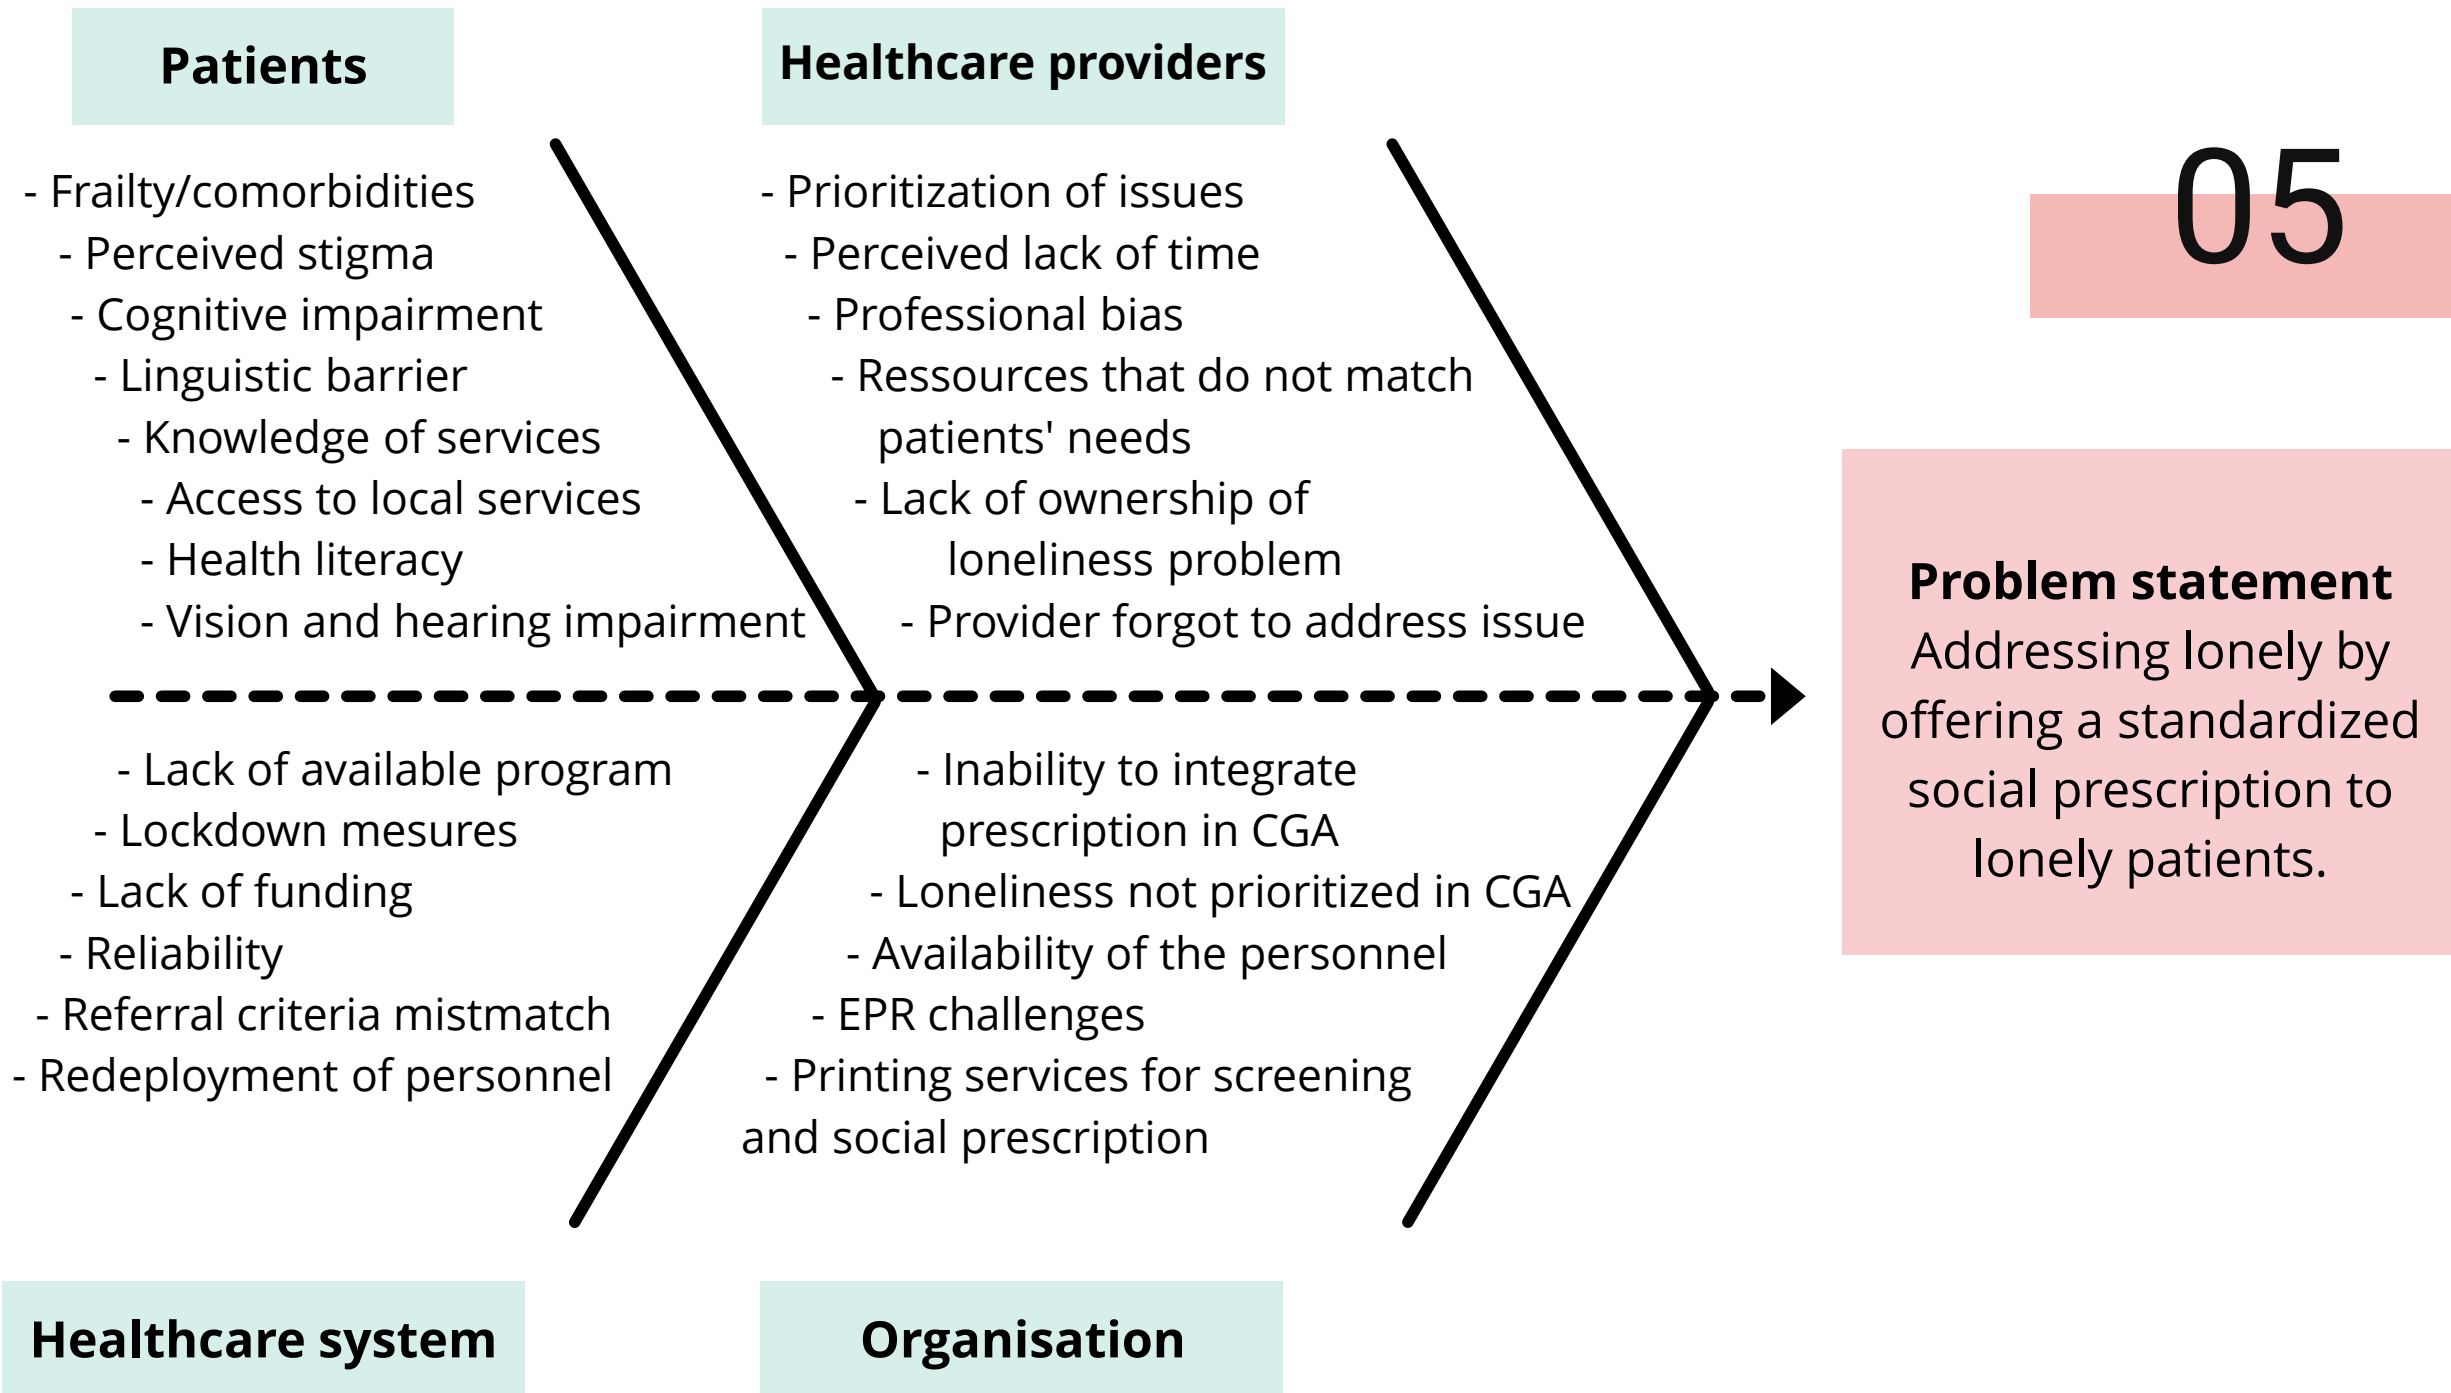 Patients
- Frailty/comorbidities
- Perceived stigma
- Cognitive impairment
- Linguistic barrier
- Knowledge of services
- Access to local services
- Health literacy
- Vision and hearing impairment
Healthcare providers
- Prioritization of issues
- Perceived lack of time
- Professional bias
- Ressources that do not match
patients' needs
- Lack of ownership of
loneliness problem
- Provider forgot to address issue
05
Problem statement
Addressing lonely by
offering a standardized
social prescription to
lonely patients.
- Lack of available program
- Lockdown mesures
- Lack of funding
- Reliability
- Referral criteria mistmatch
- Redeployment of personnel
Healthcare system
- Inability to integrate
prescription in CGA
- Loneliness not prioritized in CGA
- Availability of the personnel
- EPR challenges
- Printing services for screening
and social prescription
Organisation